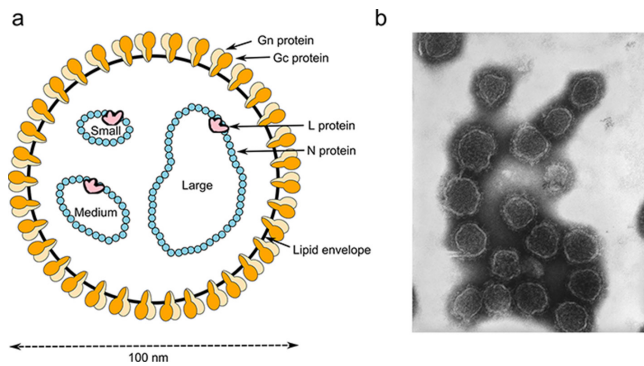 a
b
Gn protein
Gc protein
Small
L protein
N protein
Large
Medium
Lipid envelope
100 nm